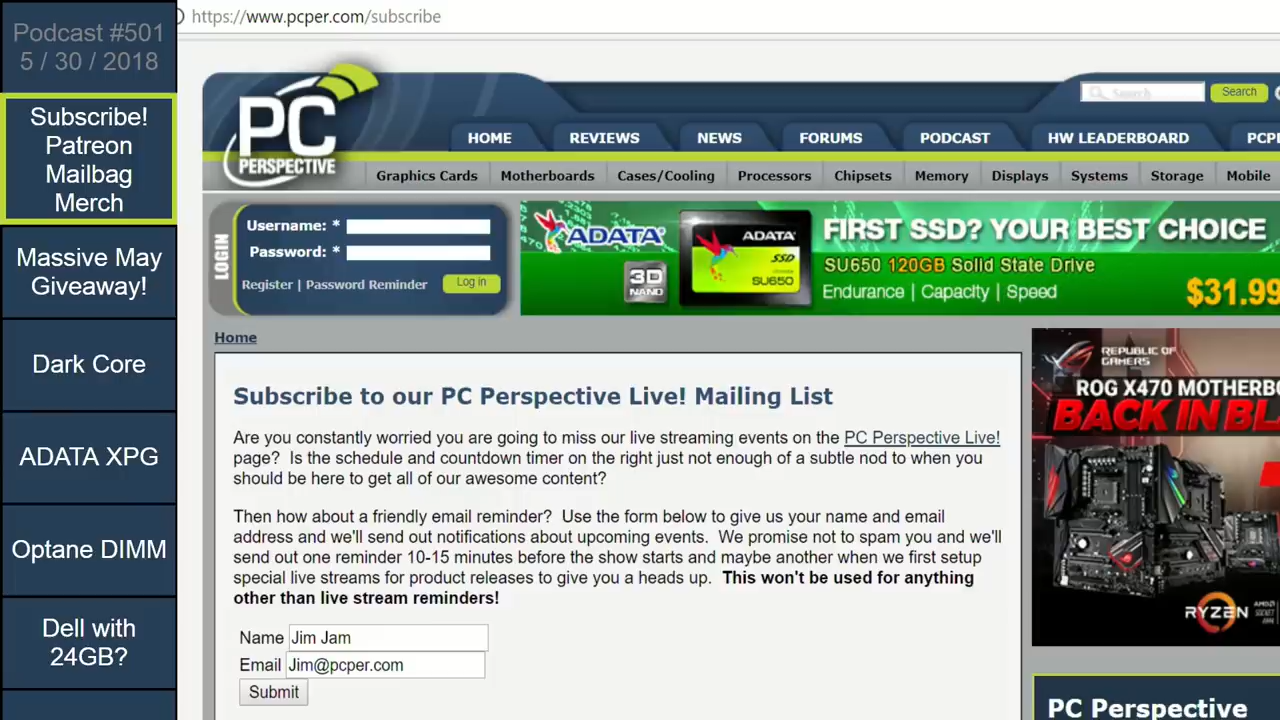 Podcast #501
5 / 30 / 2018
Subscribe!
Patreon
Mailbag
Merch
Massive May
Giveaway!
Dark Core
ADATA XPG
Optane DIMM
Dell with
24GB?
https://www.pcper.com/subscribe
PC
PERSPECTIVE
Search
Search
HOME
REVIEWS
NEWS
FORUMS
PODCAST
HW LEADERBOARD
PCP
Graphics Cards
Motherboards
Cases/Cooling
Processors
Chipsets
Memory
Displays
Systems
Storage
Mobile
LOGIN
Username: *
Password: *
Register | Password Reminder
Log in
ADATA
3D
NAND
ADATA
SSD
SU650
FIRST SSD? YOUR BEST CHOICE
SU650 120GB Solid State Drive
Endurance | Capacity | Speed
$31.99
Home
Subscribe to our PC Perspective Live! Mailing List
Are you constantly worried you are going to miss our live streaming events on the PC Perspective Live!
page? Is the schedule and countdown timer on the right just not enough of a subtle nod to when you
should be here to get all of our awesome content?
Then how about a friendly email reminder? Use the form below to give us your name and email
address and we'll send out notifications about upcoming events. We promise not to spam you and we'll
send out one reminder 10-15 minutes before the show starts and maybe another when we first setup
special live streams for product releases to give you a heads up. This won't be used for anything
other than live stream reminders!
Name Jim Jam
Email Jim@pcper.com
Submit
REPUBLIC OF
GAMERS
ROG X470 MOTHERBO
BACK IN BL
RYZEN
AMD
PC Perspective